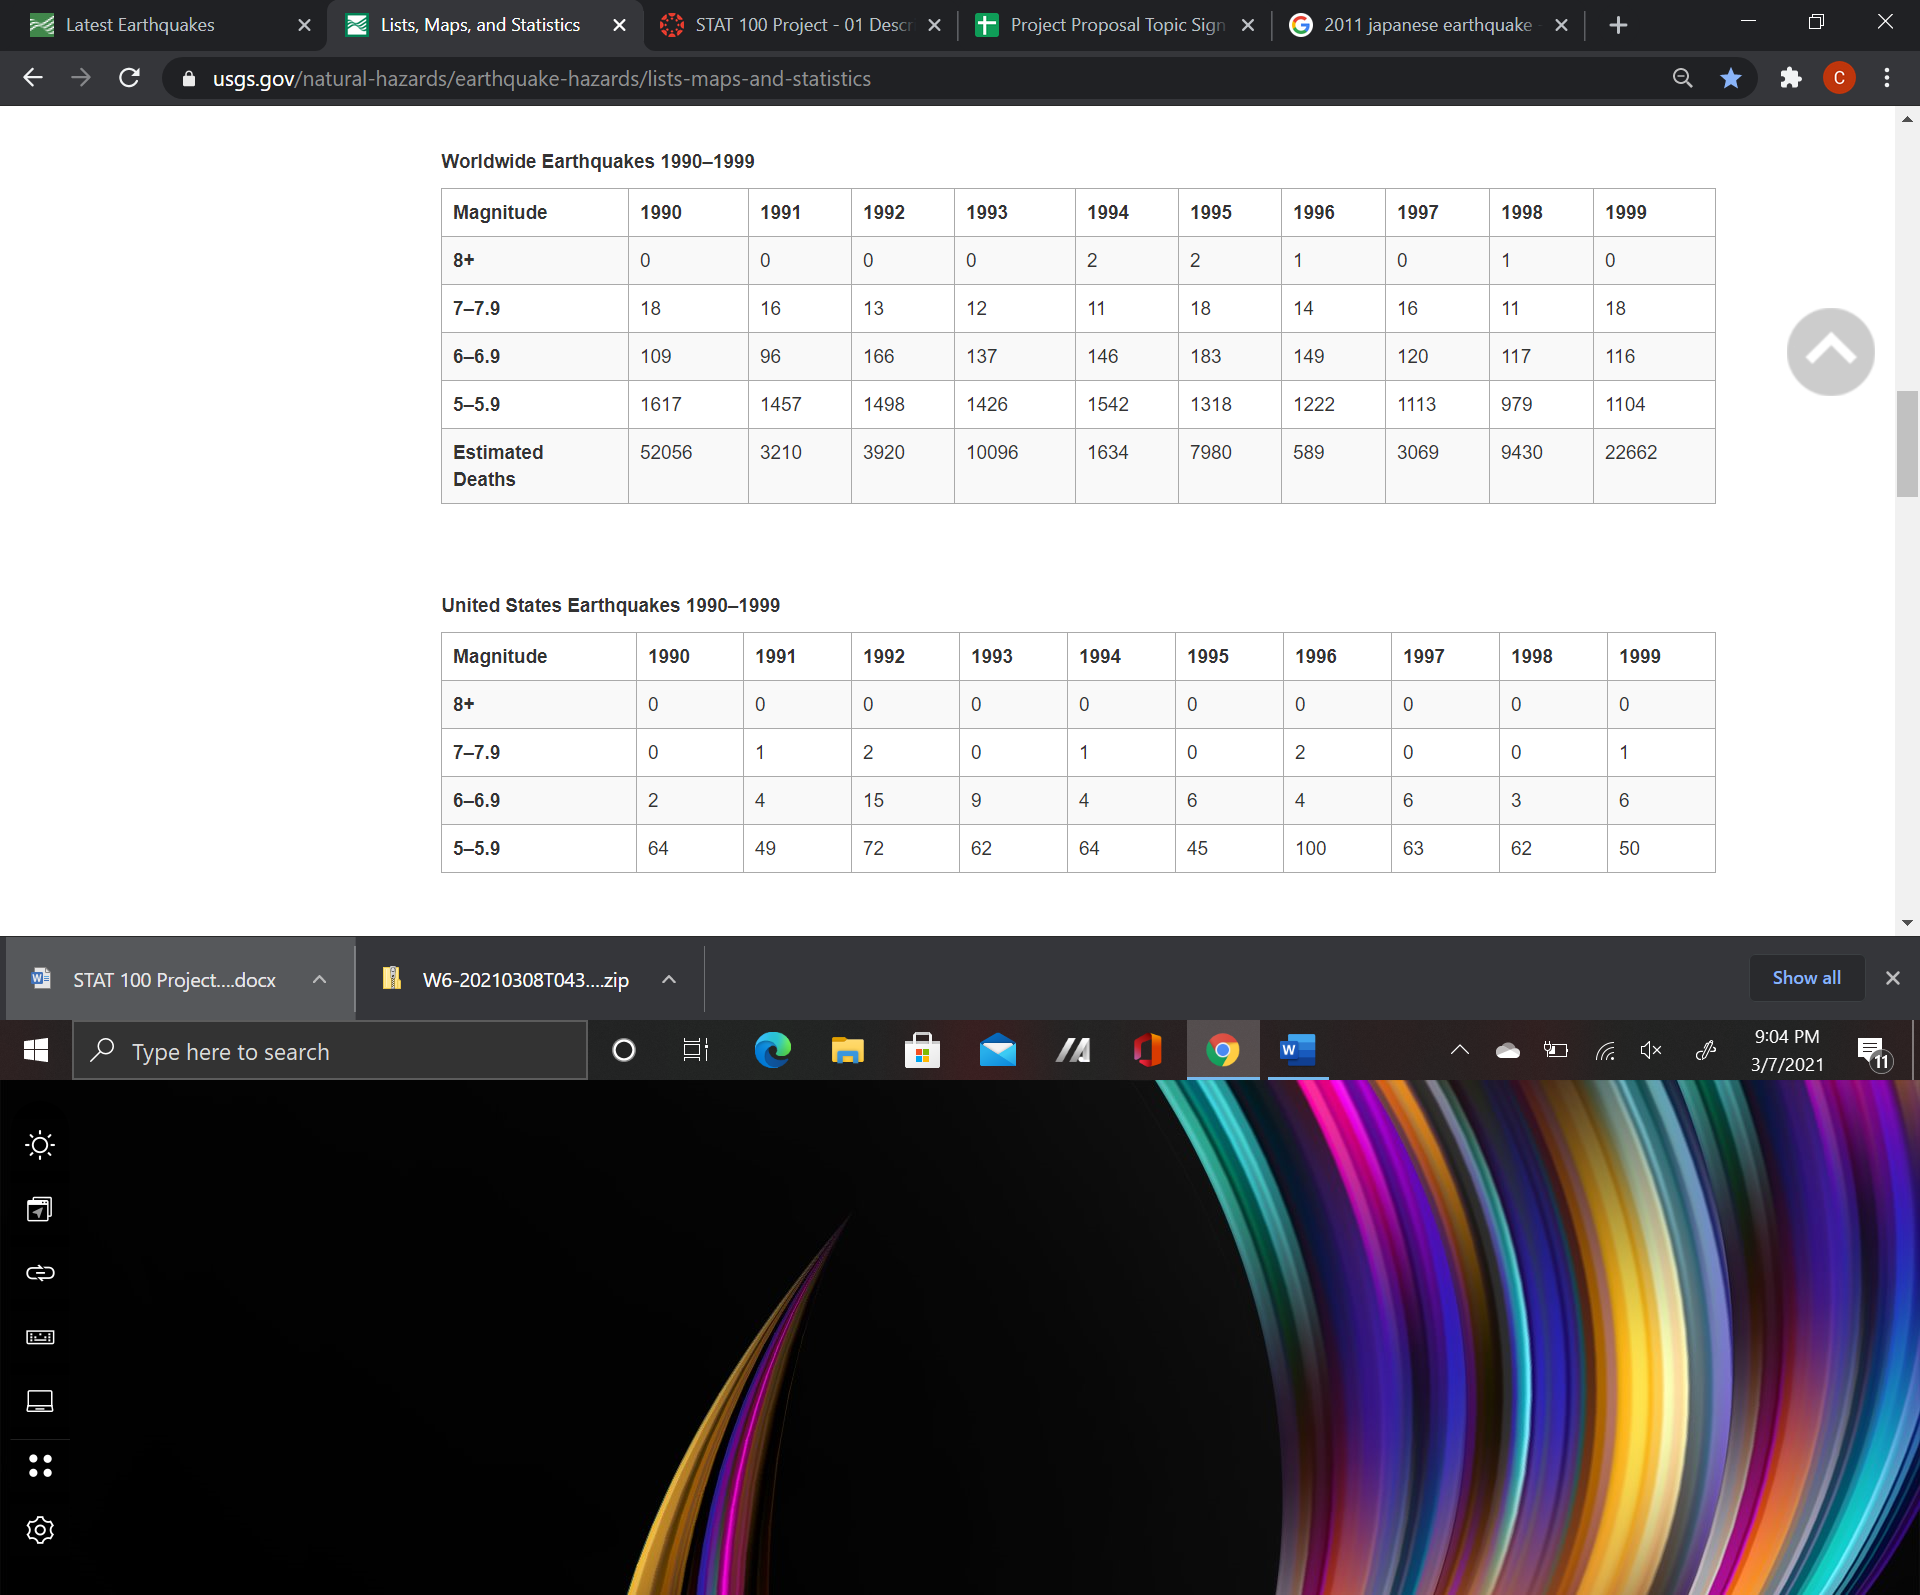 Latest Earthquakes
Lists, Maps, and Statistics
STAT 100 Project - 01 Descr
Project Proposal Topic Sign
2011 japanese earthquake -
usgs.gov/natural-hazards/earthquake-hazards/lists-maps-and-statistics
C
Worldwide Earthquakes 1990–1999
Magnitude 1990 1991 1992 1993 1994 1995 1996 1997 1998 1999
8+ 0 0 0 0 2 2 1 0 1 0
7–7.9 18 16 13 12 11 18 14 16 11 18
6–6.9 109 96 166 137 146 183 149 120 117 116
5–5.9 1617 1457 1498 1426 1542 1318 1222 1113 979 1104
Estimated Deaths 52056 3210 3920 10096 1634 7980 589 3069 9430 22662
United States Earthquakes 1990–1999
Magnitude 1990 1991 1992 1993 1994 1995 1996 1997 1998 1999
8+ 0 0 0 0 0 0 0 0 0 0
7–7.9 0 1 2 0 1 0 2 0 0 1
6–6.9 2 4 15 9 4 6 4 6 3 6
5–5.9 64 49 72 62 64 45 100 63 62 50
STAT 100 Project....docx
W6-20210308T043....zip
Show all
Type here to search
W
9:04 PM
3/7/2021
11